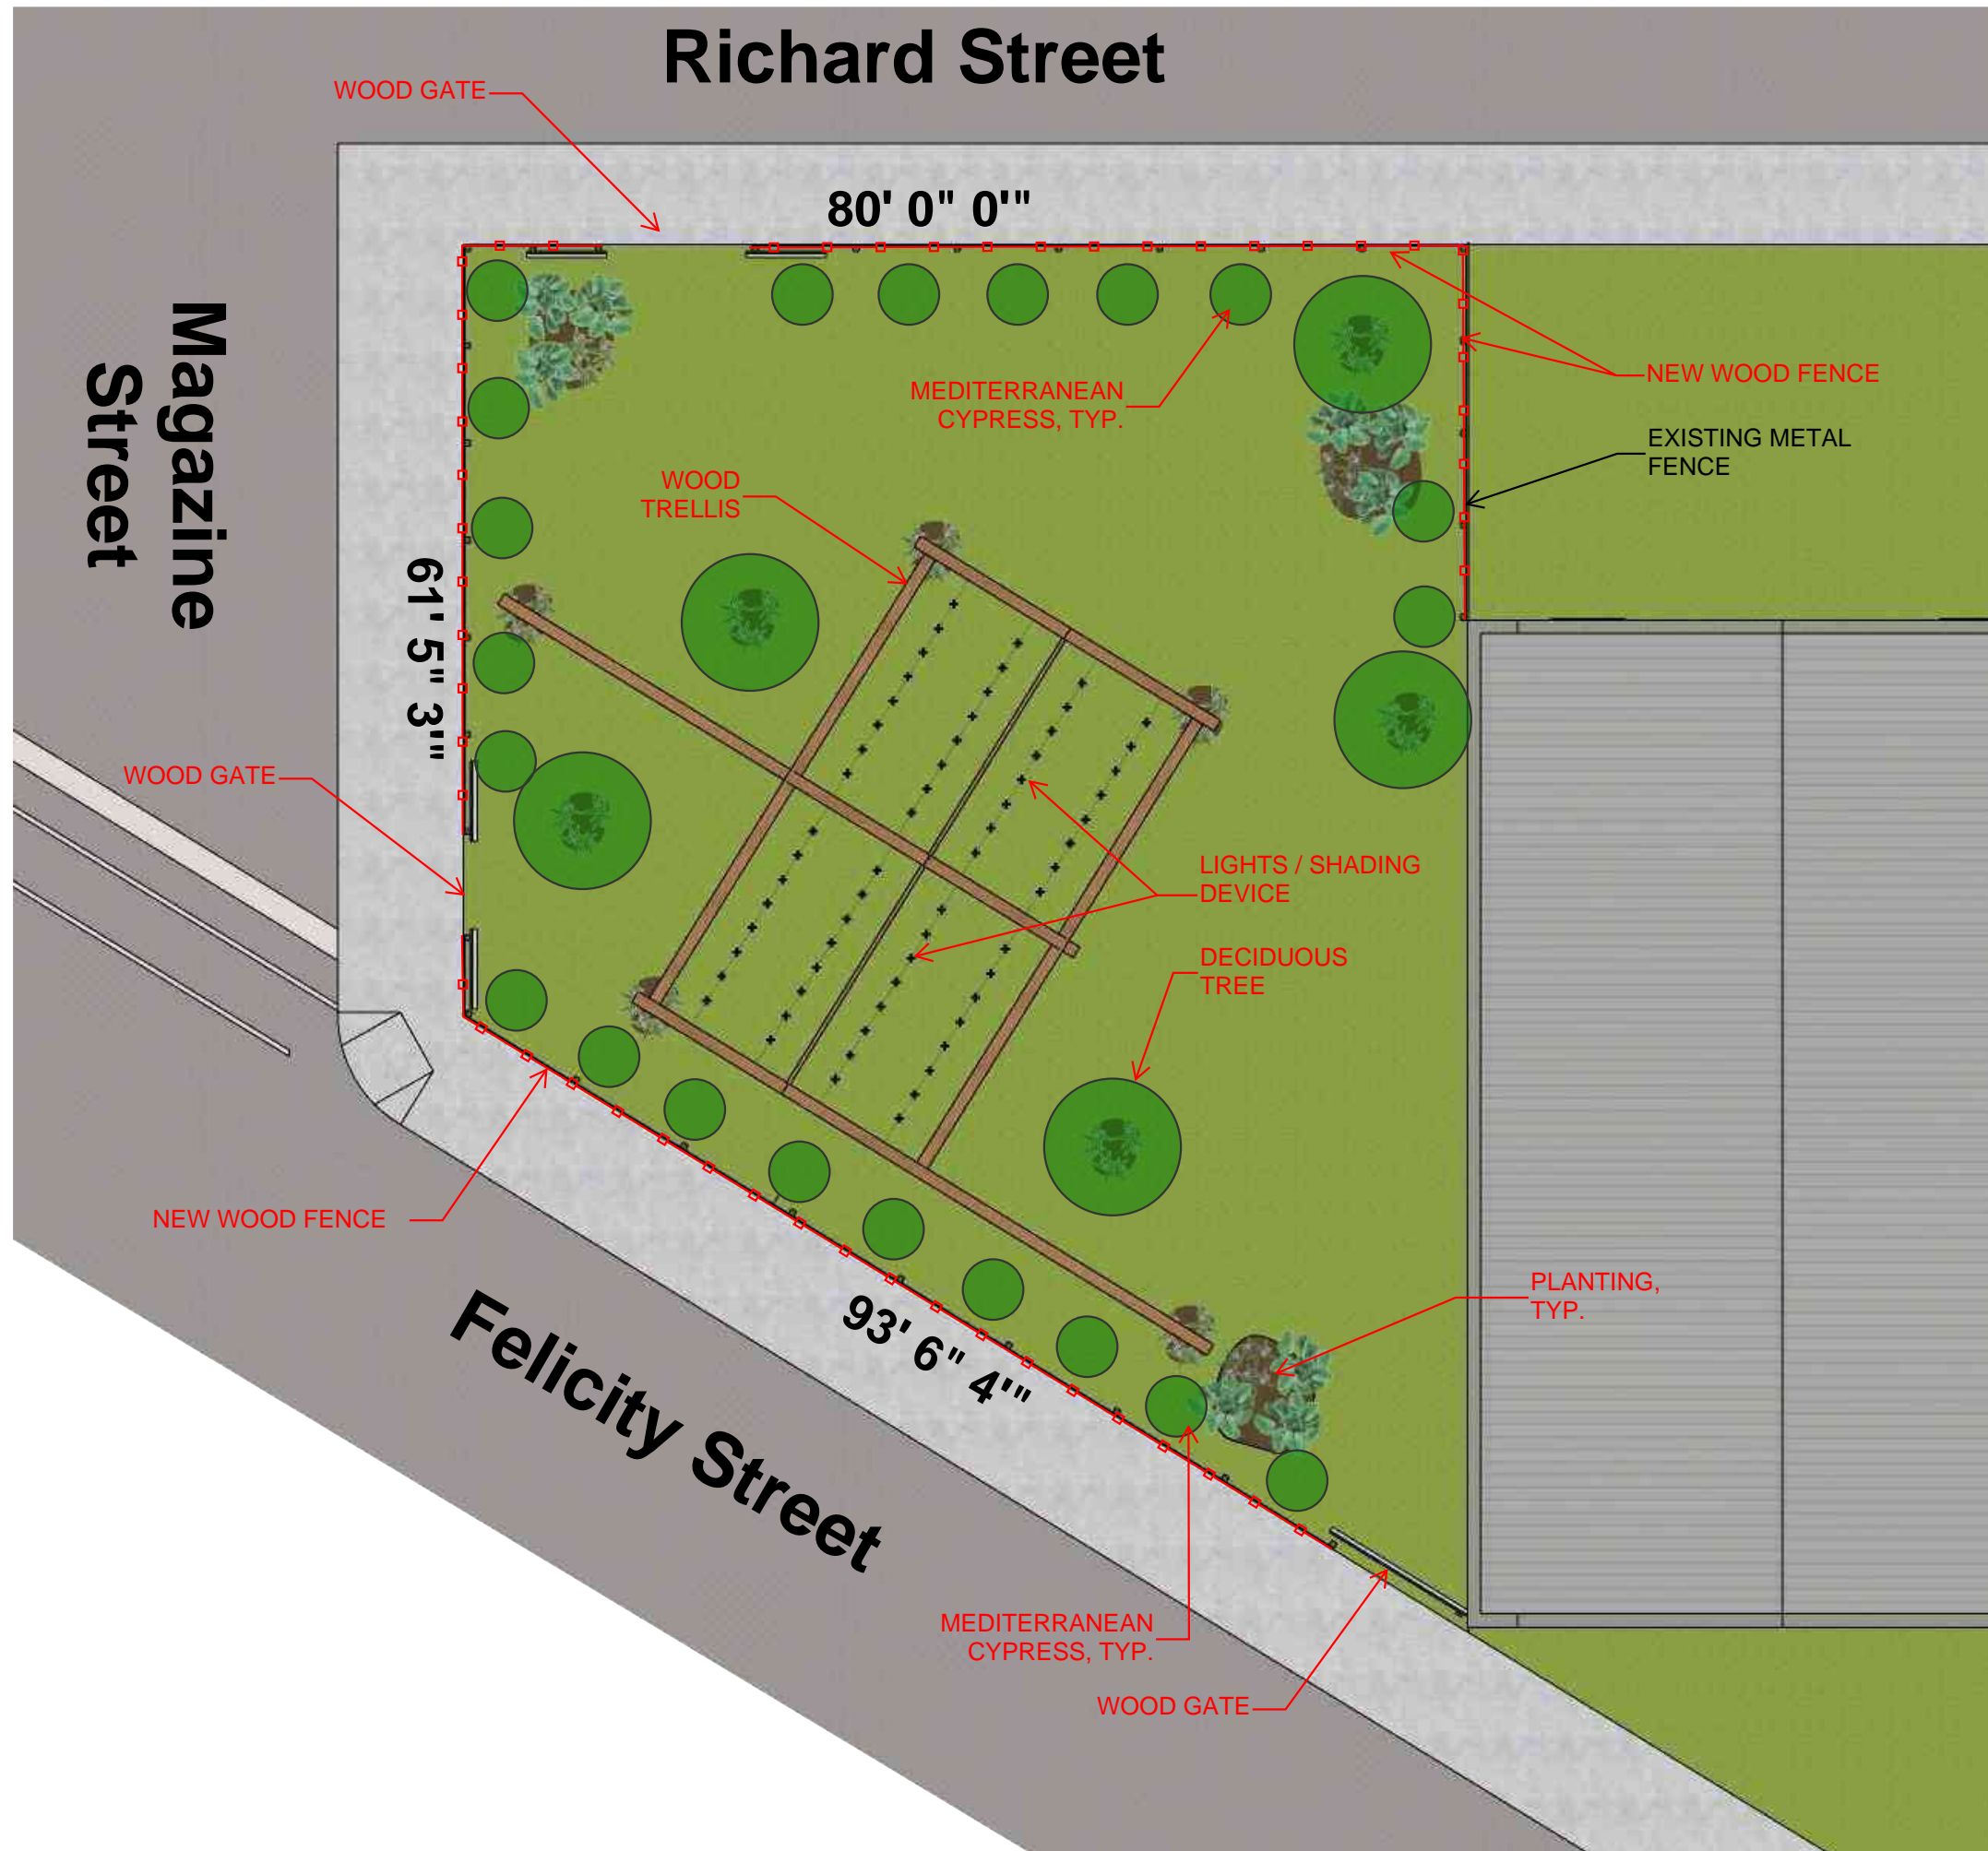 Richard Street
WOOD GATE
80' 0" 0'"
Magazine
Street
MEDITERRANEAN
CYPRESS, TYP.
NEW WOOD FENCE
EXISTING METAL
FENCE
WOOD
TRELLIS
61' 5" 3'"
WOOD GATE
LIGHTS / SHADING
DEVICE
DECIDUOUS
TREE
NEW WOOD FENCE
PLANTING,
TYP.
93' 6" 4'"
Felicity Street
MEDITERRANEAN
CYPRESS, TYP.
WOOD GATE